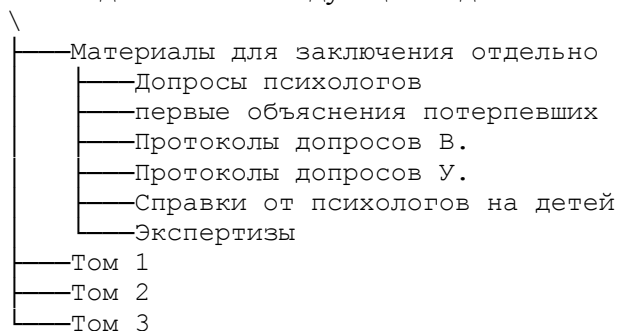 \
Материалы для заключения отдельно
Допросы психологов
первые объяснения потерпевших
Протоколы допросов В.
Протоколы допросов У.
Справки от психологов на детей
Экспертизы
Том 1
Том 2
Том 3